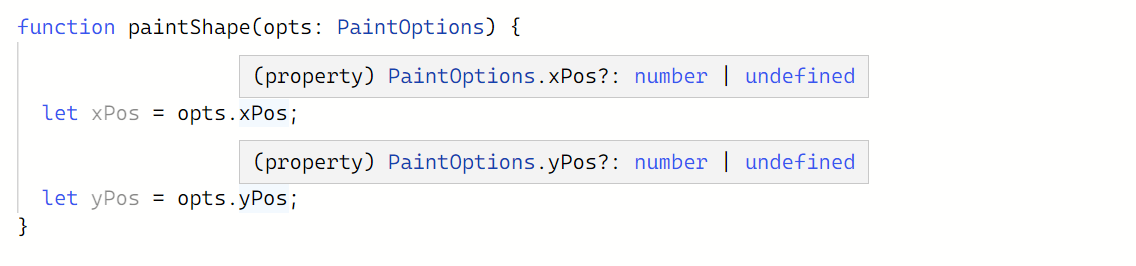 function paintShape(opts: PaintOptions) {
(property) PaintOptions.xPos?: number | undefined
let xPos = opts.xPos;
(property) PaintOptions.yPos?: number | undefined
let yPos = opts.yPos;
}